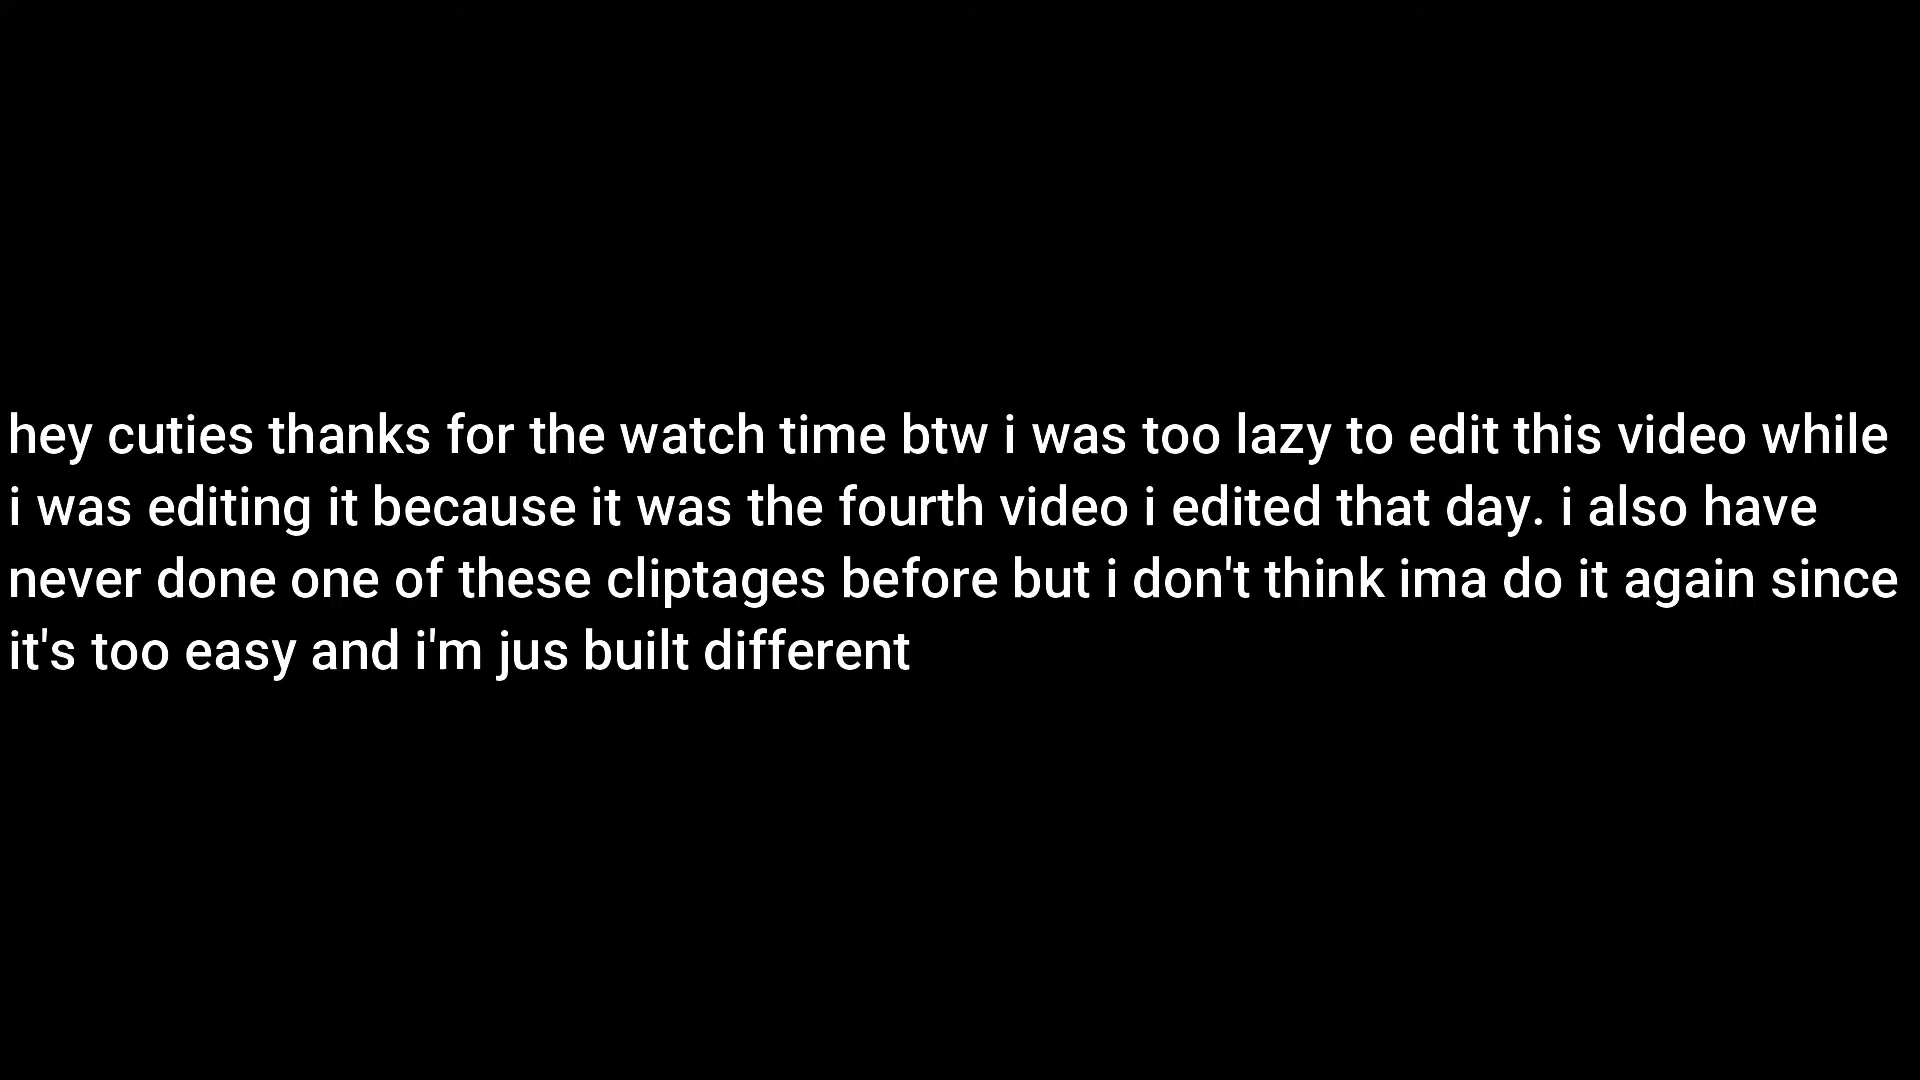 hey cuties thanks for the watch time btw i was too lazy to edit this video while
i was editing it because it was the fourth video i edited that day. i also have
never done one of these cliptages before but i don't think ima do it again since
it's too easy and i'm jus built different